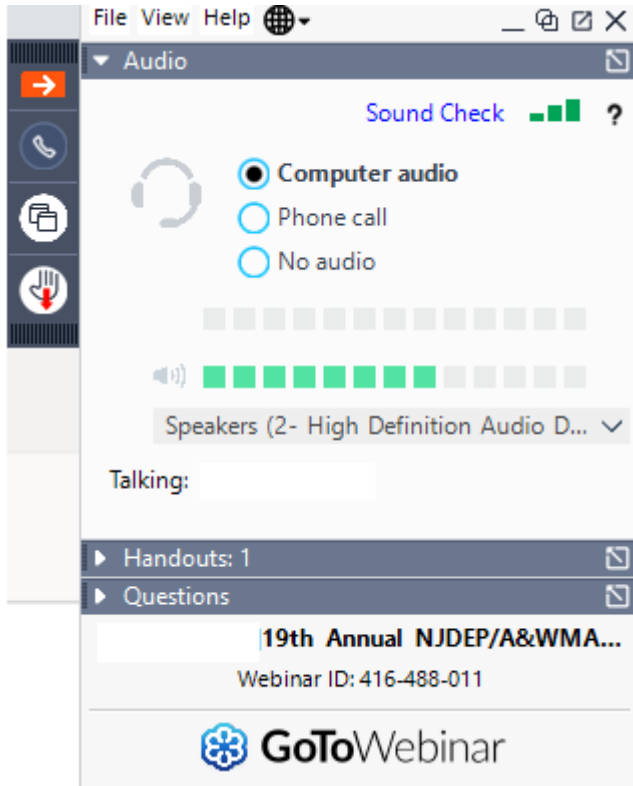 File View Help
Audio
Sound Check ?
Computer audio
Phone call
No audio
Speakers (2- High Definition Audio D...
Talking:
Handouts: 1
Questions
19th Annual NJDEP/A&WMA...
Webinar ID: 416-488-011
GoToWebinar